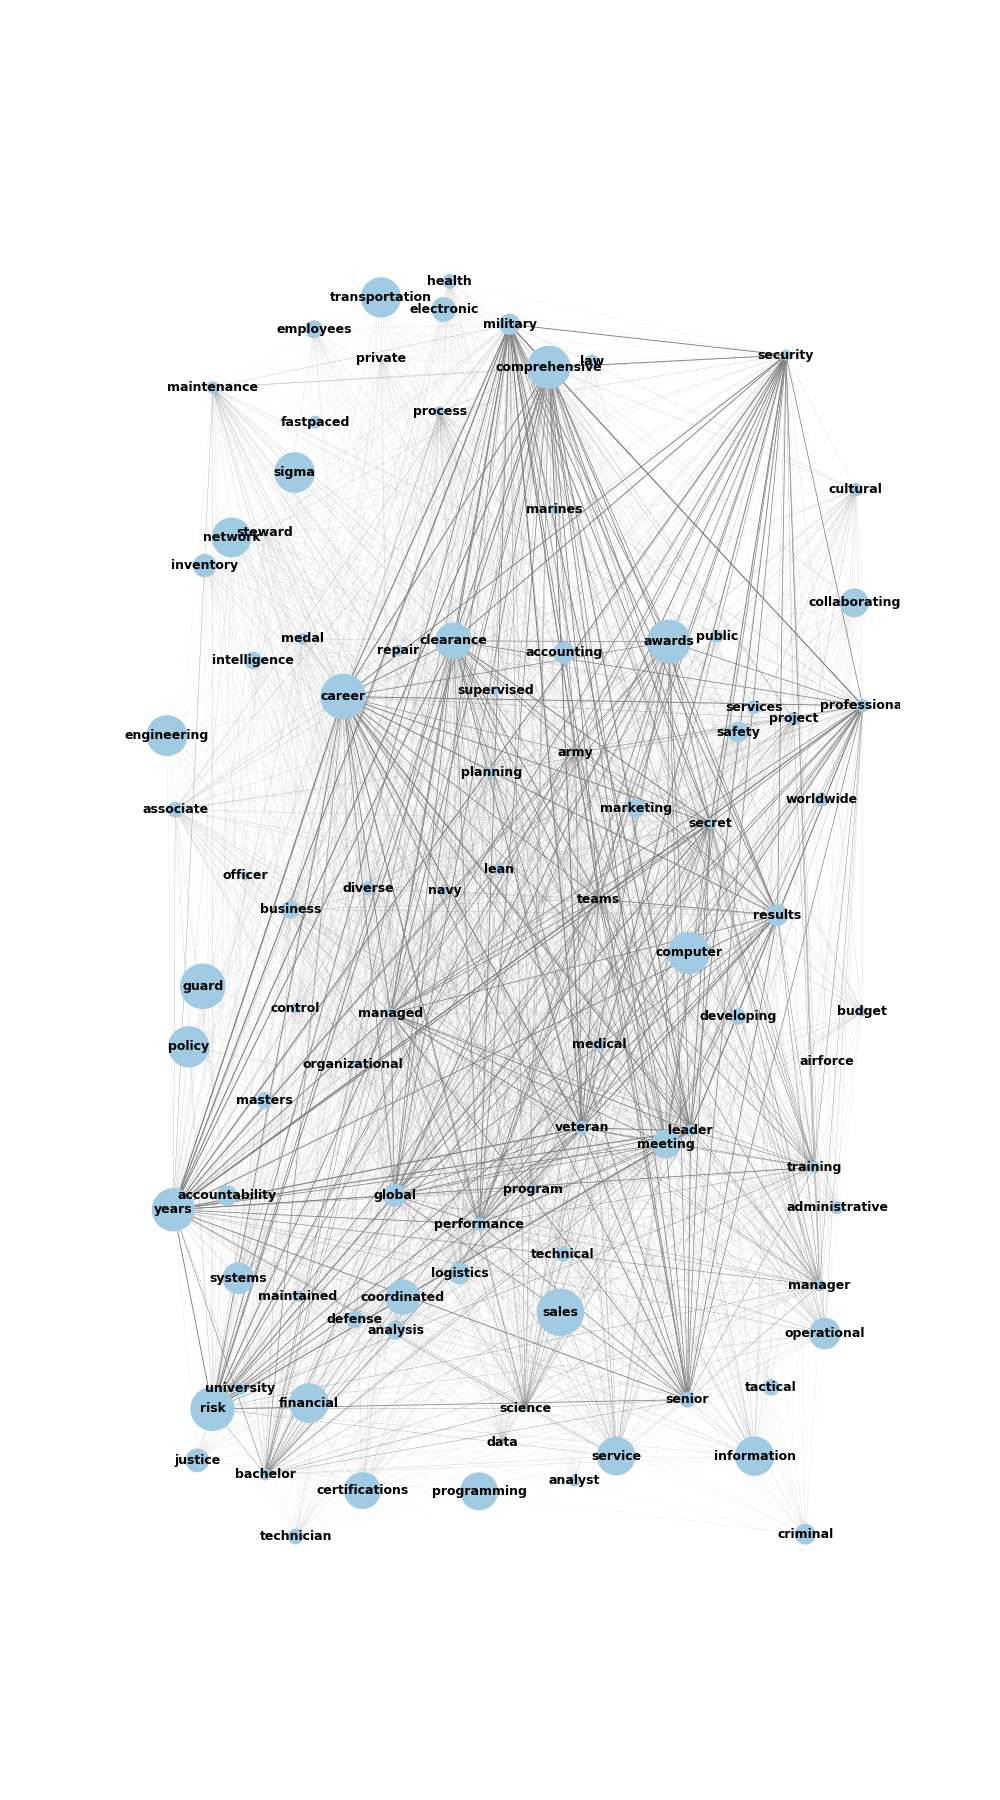 health
transportation
electronic
military
employees
security
private
law
comprehensive
maintenance
process
fastpaced
sigma
cultural
marines
steward
network
inventory
collaborating
public
medal
clearance
awards
repair
accounting
intelligence
supervised
career
professiona
services
project
safety
engineering
army
planning
worldwide
associate
marketing
secret
lean
officer
diverse
navy
teams
business
results
computer
guard
control
budget
managed
developing
medical
policy
airforce
organizational
masters
veteran
leader
meeting
training
program
accountability
global
administrative
years
performance
technical
logistics
systems
manager
maintained
coordinated
sales
defense
analysis
operational
university
tactical
senior
financial
risk
science
data
service
information
justice
bachelor
analyst
certifications
programming
criminal
technician